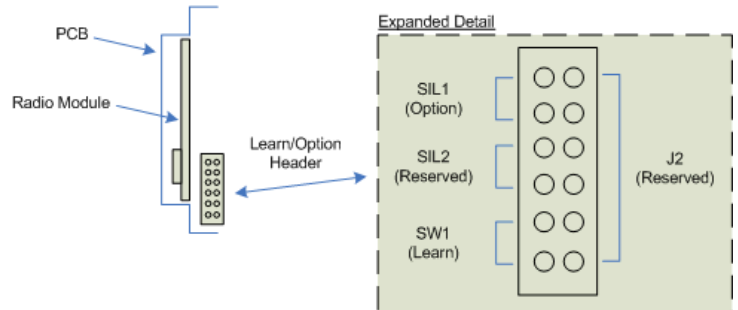 Expanded Detail
PCB
Radio Module
Learn/Option
Header
SIL1
(Option)
SIL2
(Reserved)
SW1
(Learn)
J2
(Reserved)